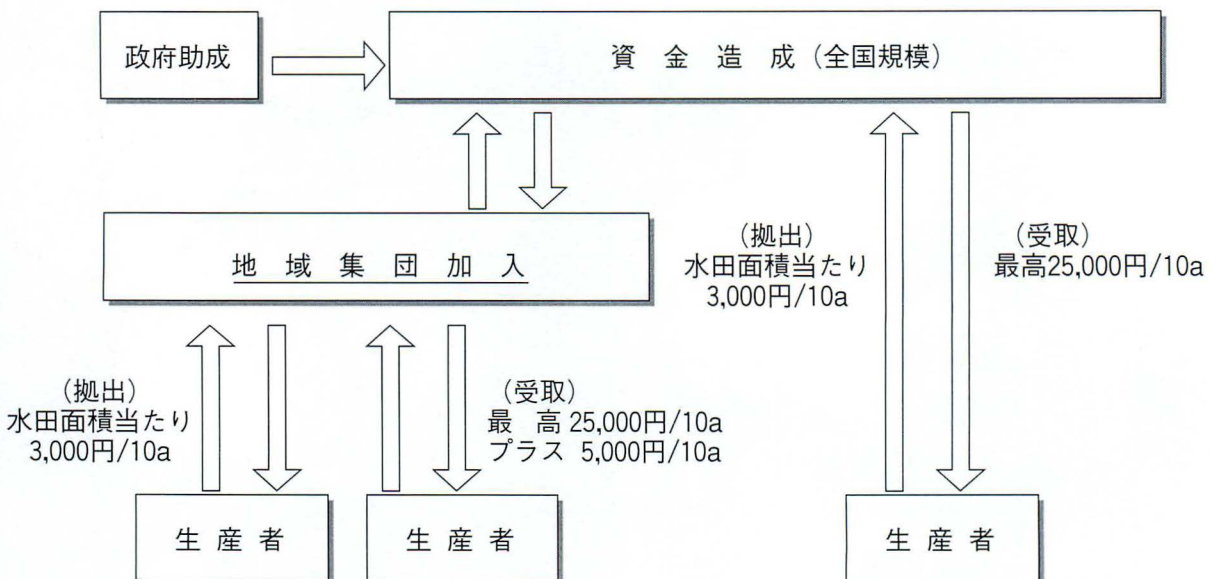 政府助成
資金造成（全国規模）
地域集団加入
（拠出）
水田面積当たり
3,000円/10a
（受取）
最高25,000円/10a
（拠出）
水田面積当たり
3,000円/10a
（受取）
最高25,000円/10a
プラス 5,000円/10a
生産者
生産者
生産者